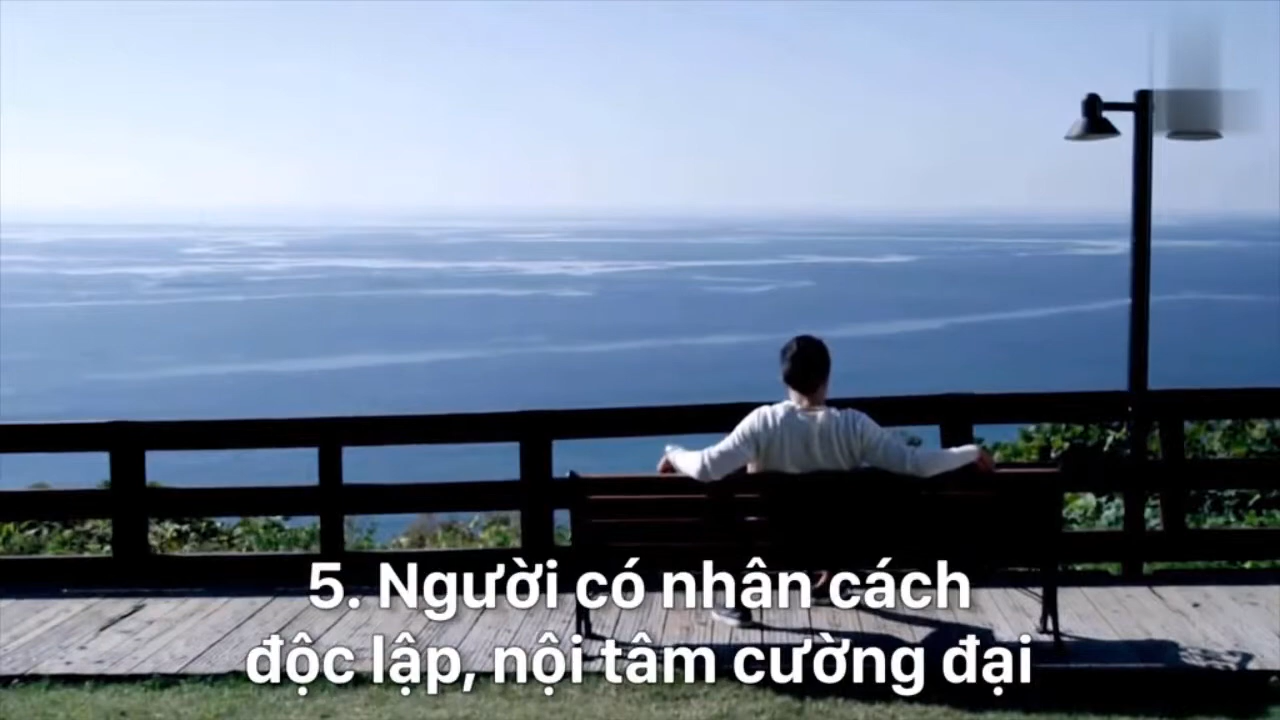 5. Người có nhân cách
độc lập, nội tâm cường đại